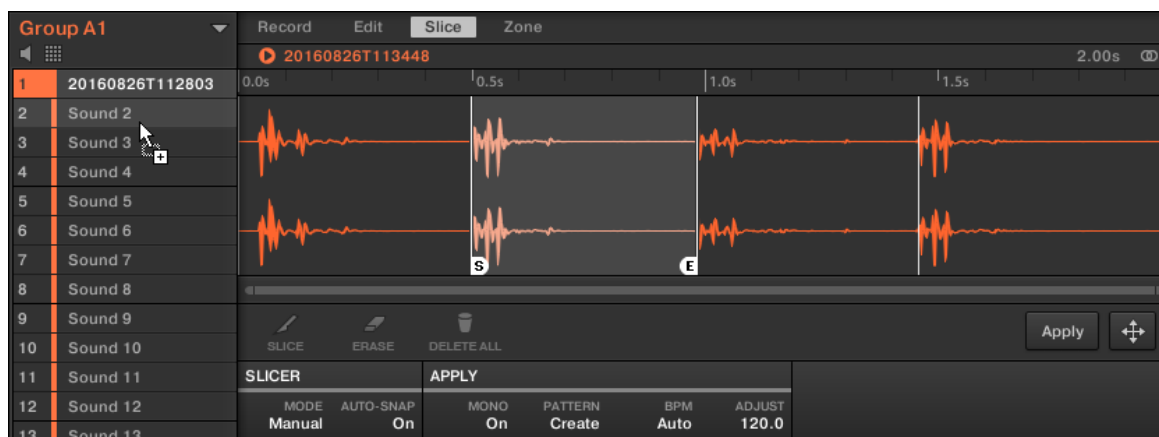 Group A1
Record Edit Slice Zone
20160826T113448 2.00s
1 20160826T112803
0.0s 0.5s 1.0s 1.5s
2 Sound 2
3 Sound 3
4 Sound 4
5 Sound 5
6 Sound 6
7 Sound 7
S E
8 Sound 8
9 Sound 9
10 Sound 10
11 Sound 11
12 Sound 12
13 Sound 13
SLICE ERASE DELETE ALL
Apply
SLICER APPLY
MODE AUTO-SNAP MONO PATTERN BPM ADJUST
Manual On On Create Auto 120.0